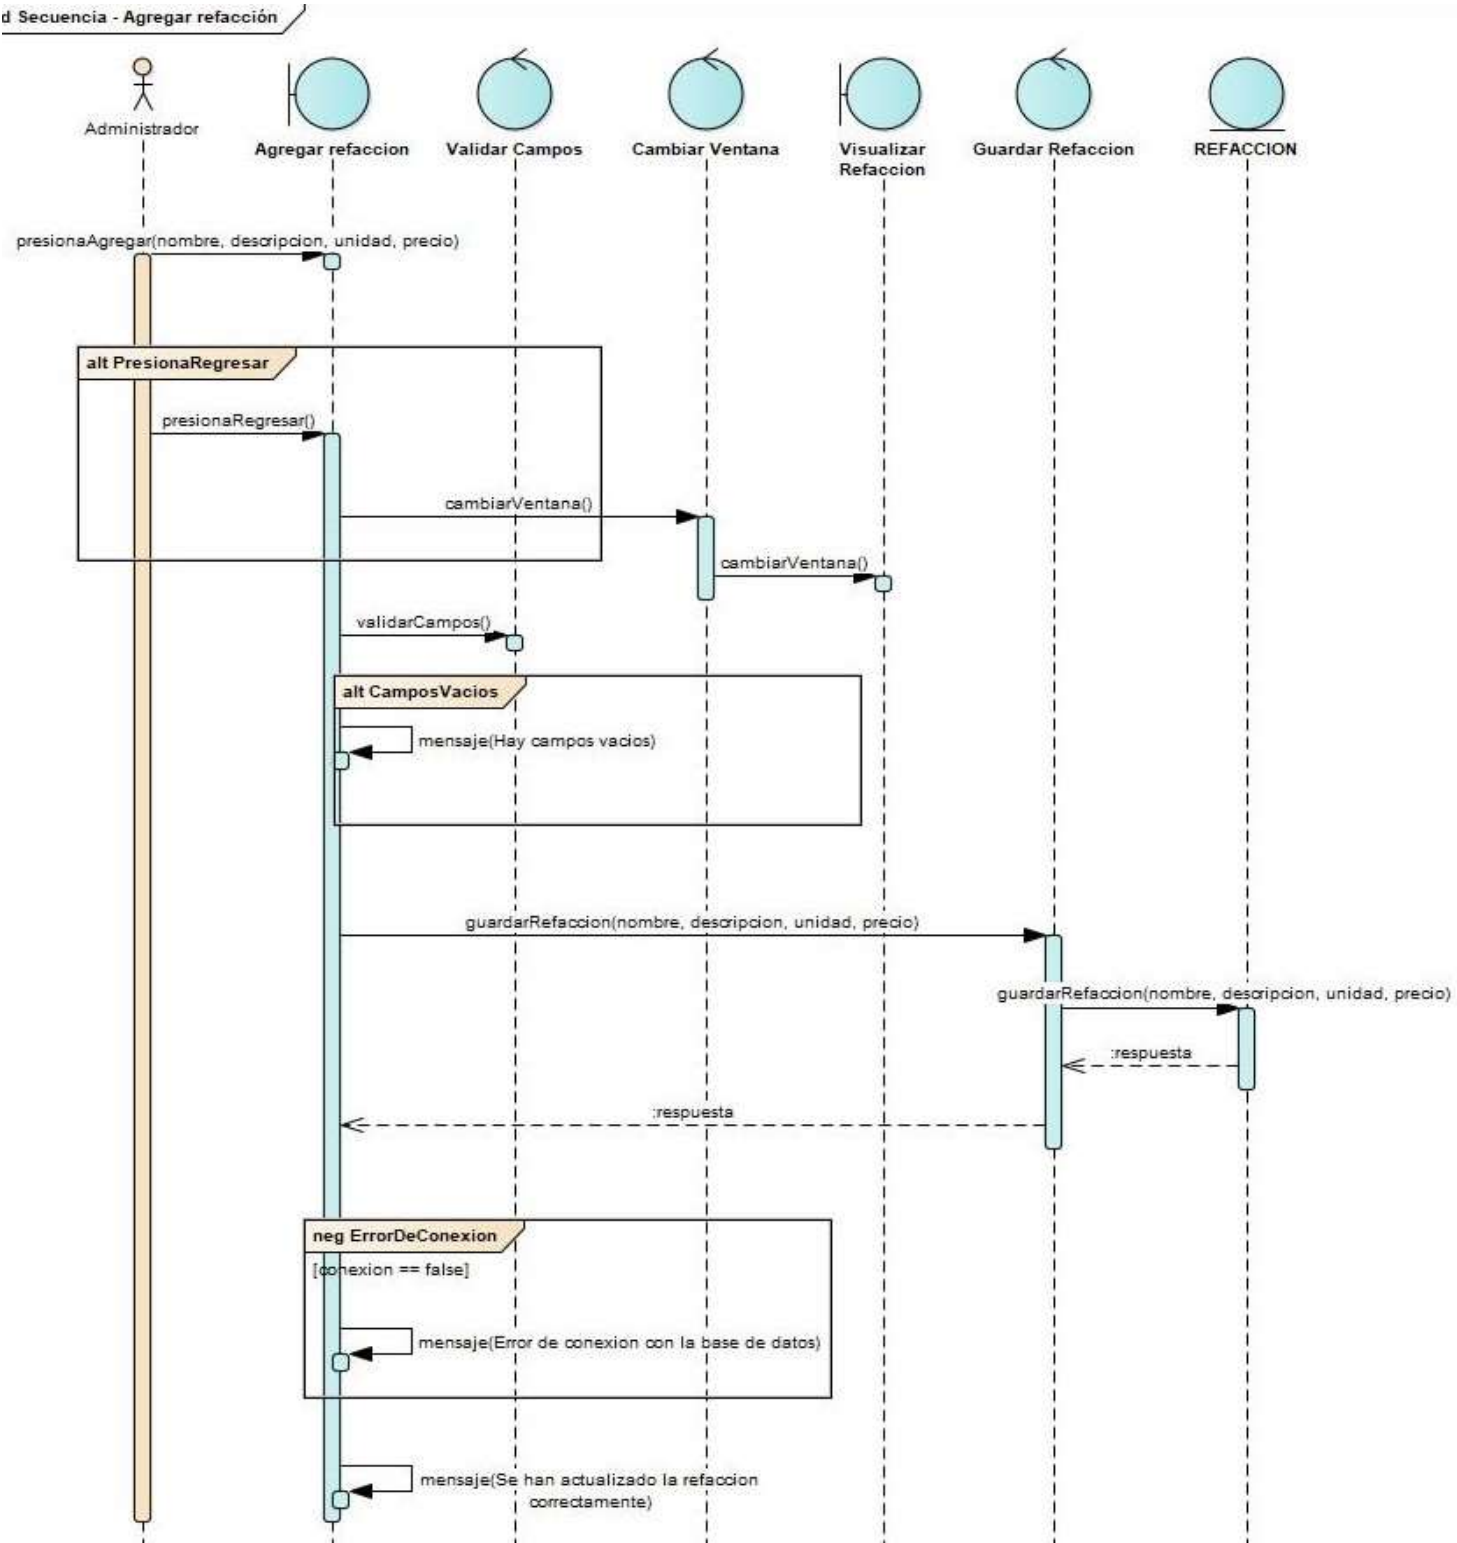 d Secuencia - Agregar refacción
Administrador
Agregar refaccion
Validar Campos
Cambiar Ventana
Visualizar
Refaccion
Guardar Refaccion
REFACCION
presionaAgregar(nombre, descripcion, unidad, precio)
alt PresionaRegresar
presionaRegresar()
cambiarVentana()
cambiarVentana()
validarCampos()
alt CamposVacios
mensaje(Hay campos vacios)
guardarRefaccion(nombre, descripcion, unidad, precio)
guardarRefaccion(nombre, descripcion, unidad, precio)
:respuesta
:respuesta
neg ErrorDeConexion
[conexion == false]
mensaje(Error de conexion con la base de datos)
mensaje(Se han actualizado la refaccion
correctamente)